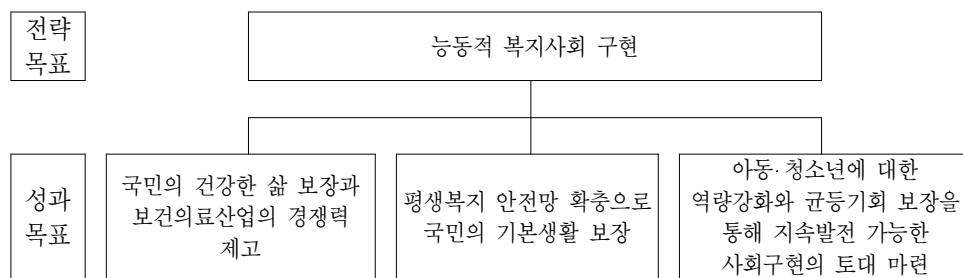 전략
목표
능동적 복지사회 구현
성과
목표
국민의 건강한 삶 보장과
보건의료산업의 경쟁력
제고
평생복지 안전망 확충으로
국민의 기본생활 보장
아동·청소년에 대한
역량강화와 균등기회 보장을
통해 지속발전 가능한
사회구현의 토대 마련